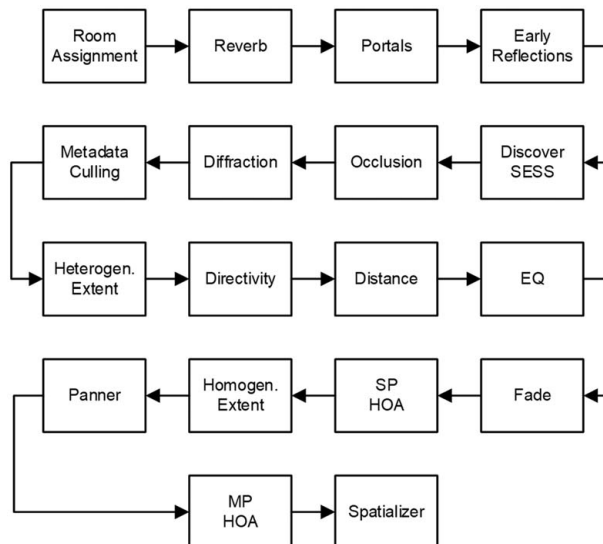 Room
Assignment
Reverb
Portals
Early
Reflections
Metadata
Culling
Diffraction
Occlusion
Discover
SESS
Heterogen.
Extent
Directivity
Distance
EQ
Panner
Homogen.
Extent
SP
HOA
Fade
MP
HOA
Spatializer